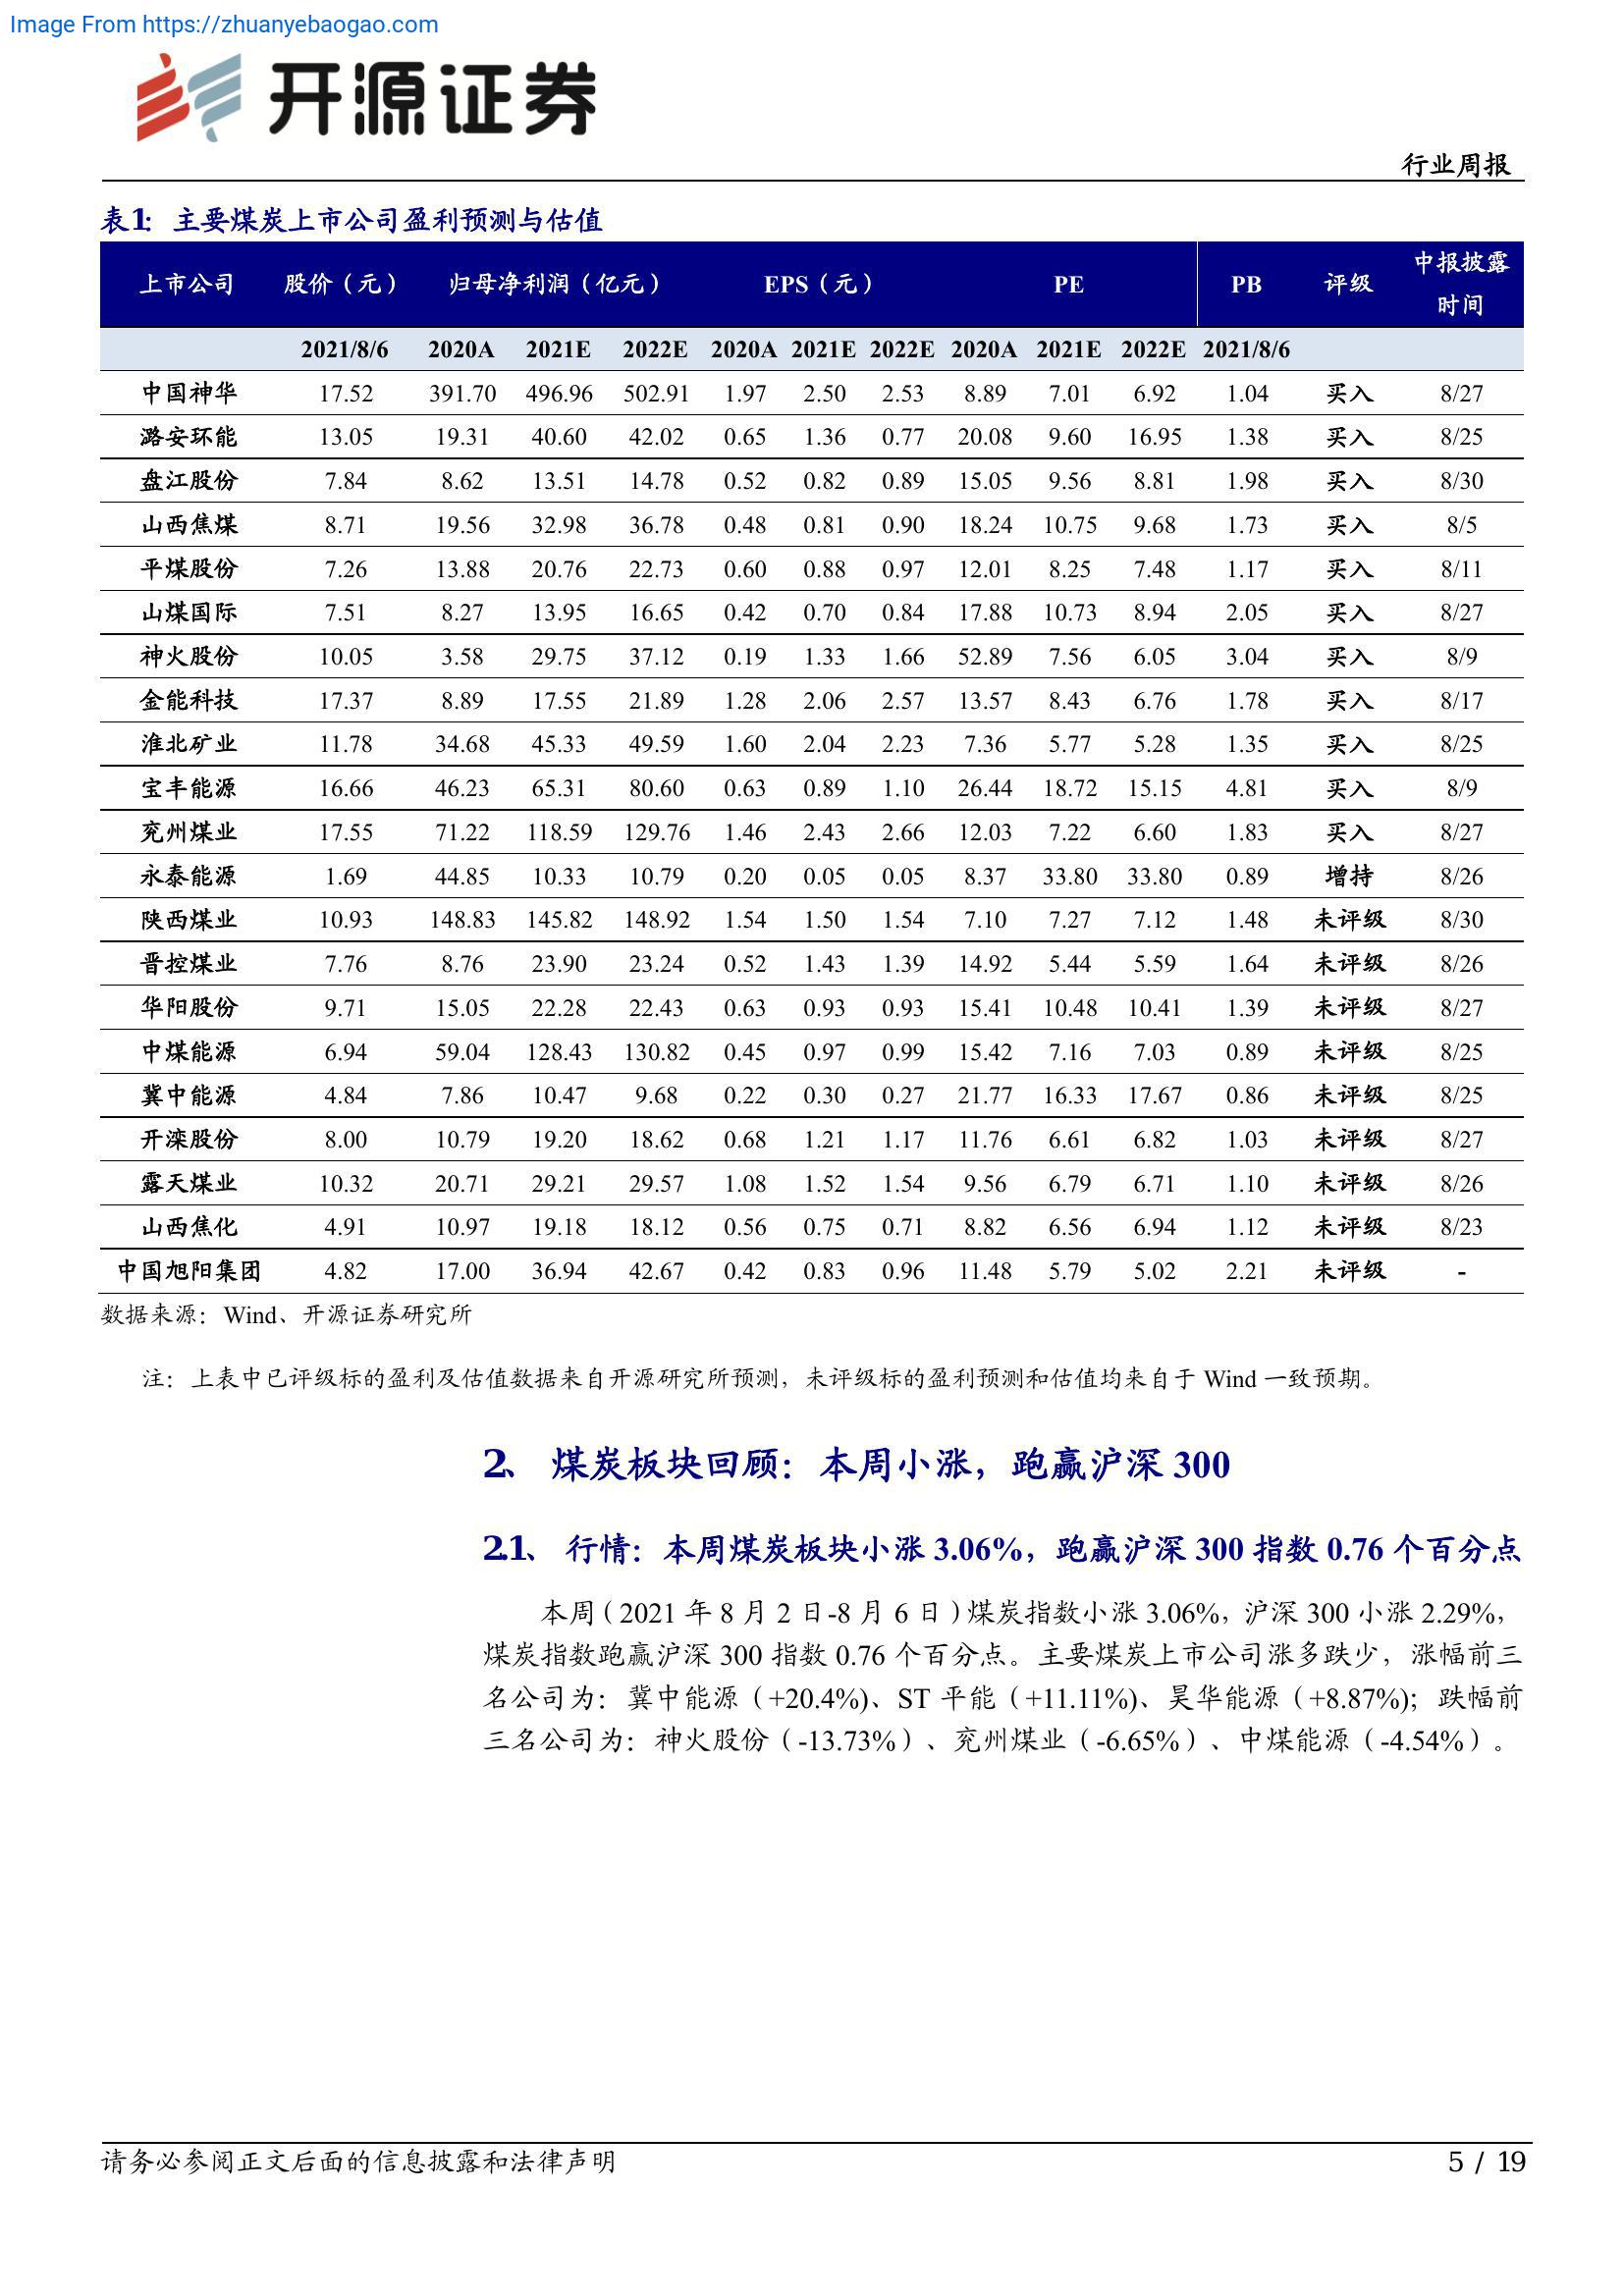 Image From https://zhuanyebaogao.com
开源证券
行业周报
表1： 主要煤炭上市公司盈利预测与估值
上市公司 股价（元） 归母净利润（亿元） EPS（元） PE PB 评级 中报披露时间
2021/8/6 2020A 2021E 2022E 2020A 2021E 2022E 2020A 2021E 2022E 2021/8/6
中国神华 17.52 391.70 496.96 502.91 1.97 2.50 2.53 8.89 7.01 6.92 1.04 买入 8/27
潞安环能 13.05 19.31 40.60 42.02 0.65 1.36 0.77 20.08 9.60 16.95 1.38 买入 8/25
盘江股份 7.84 8.62 13.51 14.78 0.52 0.82 0.89 15.05 9.56 8.81 1.98 买入 8/30
山西焦煤 8.71 19.56 32.98 36.78 0.48 0.81 0.90 18.24 10.75 9.68 1.73 买入 8/5
平煤股份 7.26 13.88 20.76 22.73 0.60 0.88 0.97 12.01 8.25 7.48 1.17 买入 8/11
山煤国际 7.51 8.27 13.95 16.65 0.42 0.70 0.84 17.88 10.73 8.94 2.05 买入 8/27
神火股份 10.05 3.58 29.75 37.12 0.19 1.33 1.66 52.89 7.56 6.05 3.04 买入 8/9
金能科技 17.37 8.89 17.55 21.89 1.28 2.06 2.57 13.57 8.43 6.76 1.78 买入 8/17
淮北矿业 11.78 34.68 45.33 49.59 1.60 2.04 2.23 7.36 5.77 5.28 1.35 买入 8/25
宝丰能源 16.66 46.23 65.31 80.60 0.63 0.89 1.10 26.44 18.72 15.15 4.81 买入 8/9
兖州煤业 17.55 71.22 118.59 129.76 1.46 2.43 2.66 12.03 7.22 6.60 1.83 买入 8/27
永泰能源 1.69 44.85 10.33 10.79 0.20 0.05 0.05 8.37 33.80 33.80 0.89 增持 8/26
陕西煤业 10.93 148.83 145.82 148.92 1.54 1.50 1.54 7.10 7.27 7.12 1.48 未评级 8/30
晋控煤业 7.76 8.76 23.90 23.24 0.52 1.43 1.39 14.92 5.44 5.59 1.64 未评级 8/26
华阳股份 9.71 15.05 22.28 22.43 0.63 0.93 0.93 15.41 10.48 10.41 1.39 未评级 8/27
中煤能源 6.94 59.04 128.43 130.82 0.45 0.97 0.99 15.42 7.16 7.03 0.89 未评级 8/25
冀中能源 4.84 7.86 10.47 9.68 0.22 0.30 0.27 21.77 16.33 17.67 0.86 未评级 8/25
开滦股份 8.00 10.79 19.20 18.62 0.68 1.21 1.17 11.76 6.61 6.82 1.03 未评级 8/27
露天煤业 10.32 20.71 29.21 29.57 1.08 1.52 1.54 9.56 6.79 6.71 1.10 未评级 8/26
山西焦化 4.91 10.97 19.18 18.12 0.56 0.75 0.71 8.82 6.56 6.94 1.12 未评级 8/23
中国旭阳集团 4.82 17.00 36.94 42.67 0.42 0.83 0.96 11.48 5.79 5.02 2.21 未评级 -
数据来源：Wind、开源证券研究所
注：上表中已评级标的盈利及估值数据来自开源研究所预测，未评级标的盈利预测和估值均来自于 Wind 一致预期。
2、 煤炭板块回顾：本周小涨，跑赢沪深 300
2.1、 行情：本周煤炭板块小涨 3.06%，跑赢沪深 300 指数 0.76 个百分点
本周（2021 年 8 月 2 日-8 月 6 日）煤炭指数小涨 3.06%，沪深 300 小涨 2.29%，
煤炭指数跑赢沪深 300 指数 0.76 个百分点。主要煤炭上市公司涨多跌少，涨幅前三
名公司为：冀中能源（+20.4%)、ST 平能（+11.11%)、昊华能源（+8.87%)；跌幅前
三名公司为：神火股份（-13.73%）、兖州煤业（-6.65%）、中煤能源（-4.54%）。
请务必参阅正文后面的信息披露和法律声明
5 / 19